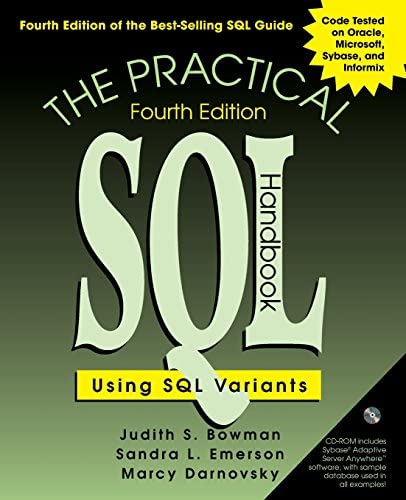 Fourth Edition of the Best-Selling SQL Guide
Code Tested
on Oracle,
Microsoft,
Sybase, and
Informix
THE PRACTICAL
Fourth Edition
SQL
Handbook
Using SQL Variants
Judith S. Bowman
Sandra L. Emerson
Marcy Darnovsky
CD-ROM includes
Sybase® Adaptive
Server Anywhere™
software, with sample
database used in
all examples!